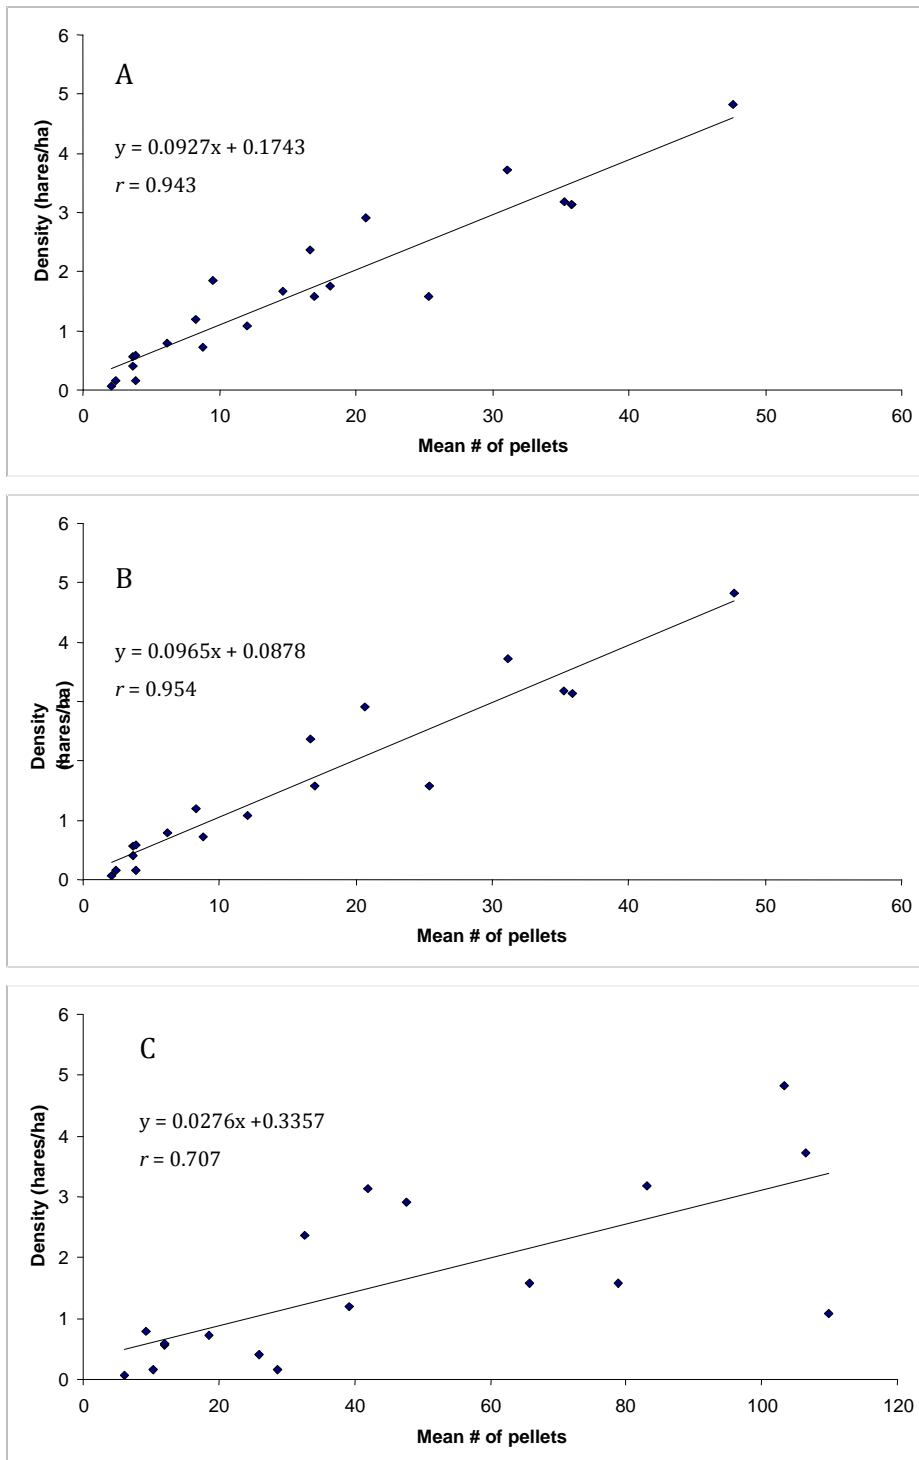 6
A
5
y = 0.0927x + 0.1743
4
r = 0.943
3
2
1
0
Density (hares/ha)
0 10 20 30 40 50 60
Mean # of pellets
6
B
5
y = 0.0965x + 0.0878
4
r = 0.954
1
0
Density
(hares/ha)
0 10 20 30 40 50 60
Mean # of pellets
6
C
5
y = 0.0276x +0.3357
4
r = 0.707
3
2
1
0
Density (hares/ha)
0 20 40 60 80 100 120
Mean # of pellets